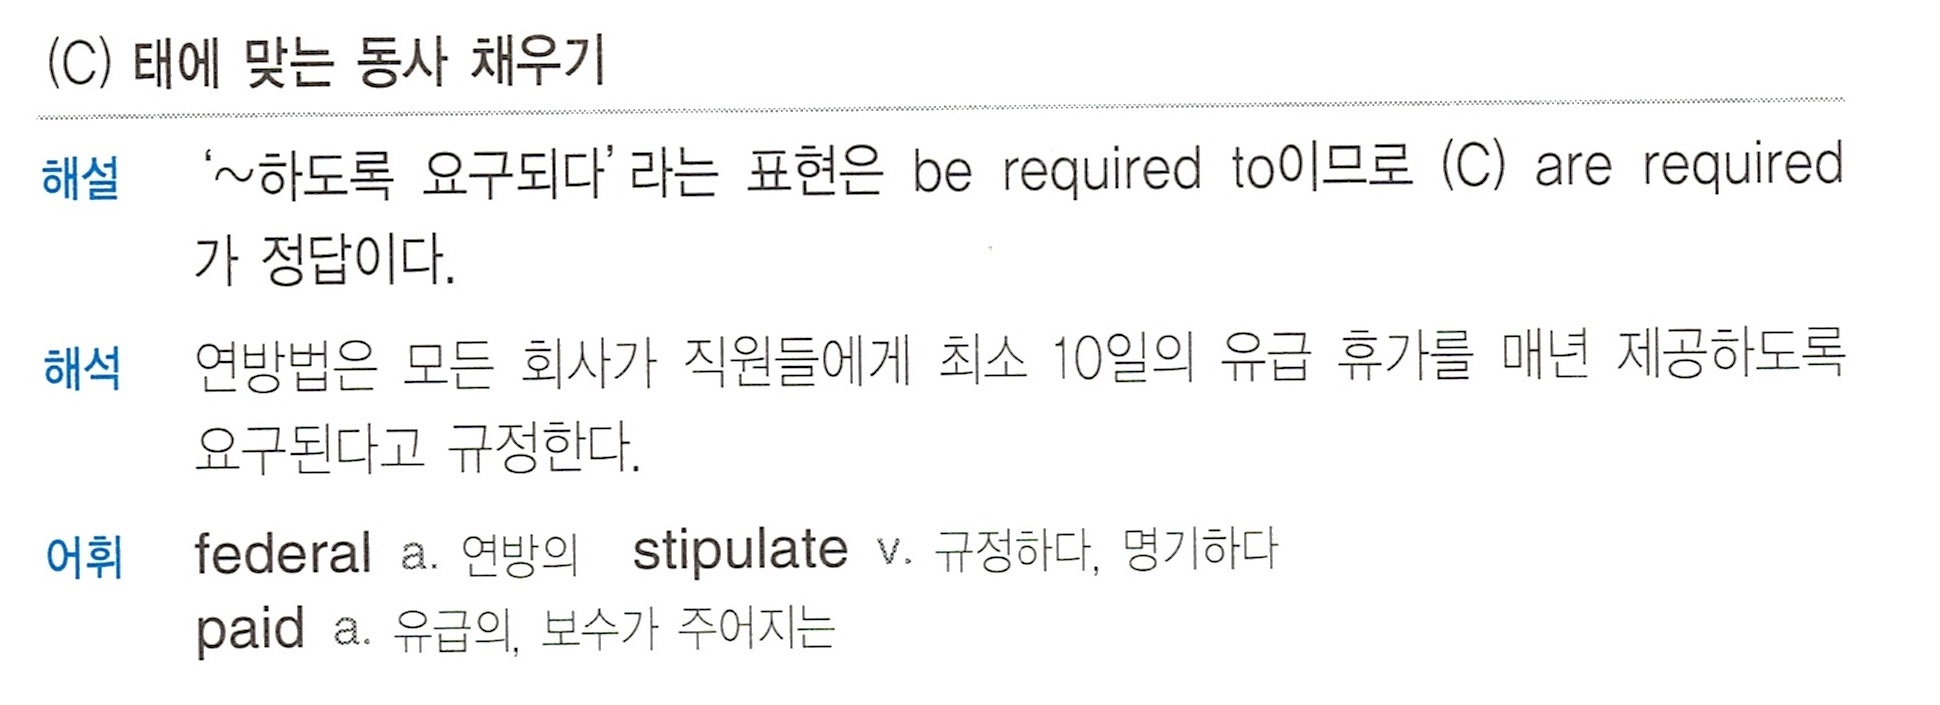 (C) 태에 맞는 동사 채우기
해설 ‘~하도록 요구되다’라는 표현은 be required to이므로 (C) are required
가 정답이다.
해석 연방법은 모든 회사가 직원들에게 최소 10일의 유급 휴가를 매년 제공하도록
요구된다고 규정한다.
어휘 federal a. 연방의 stipulate v. 규정하다, 명기하다
paid a. 유급의, 보수가 주어지는